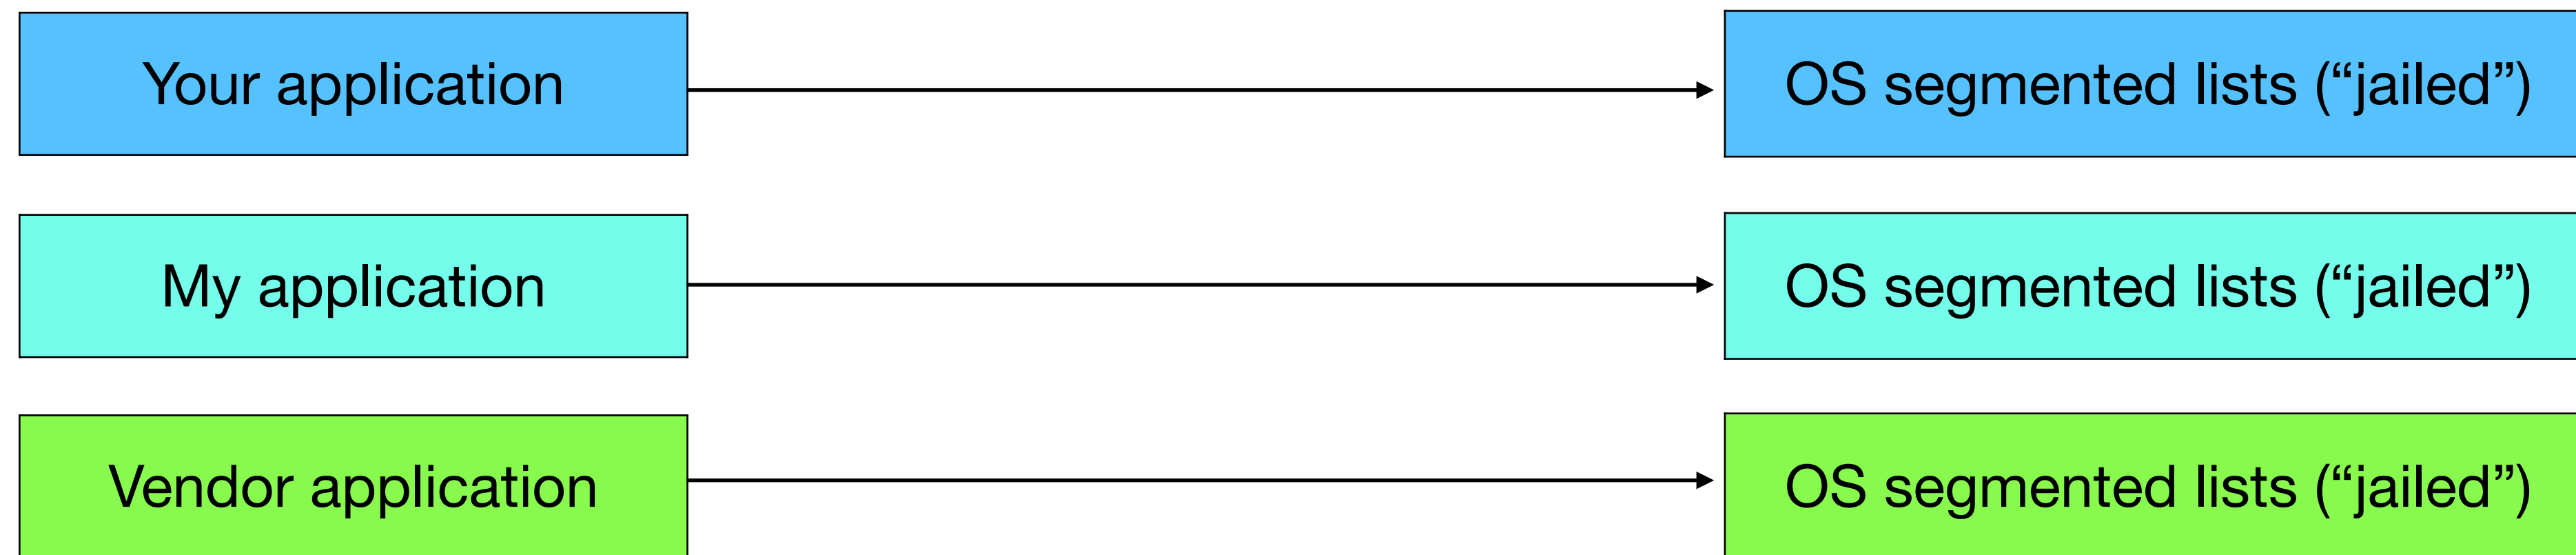 Your application
OS segmented lists (“jailed”)
My application
OS segmented lists (“jailed”)
Vendor application
OS segmented lists (“jailed”)